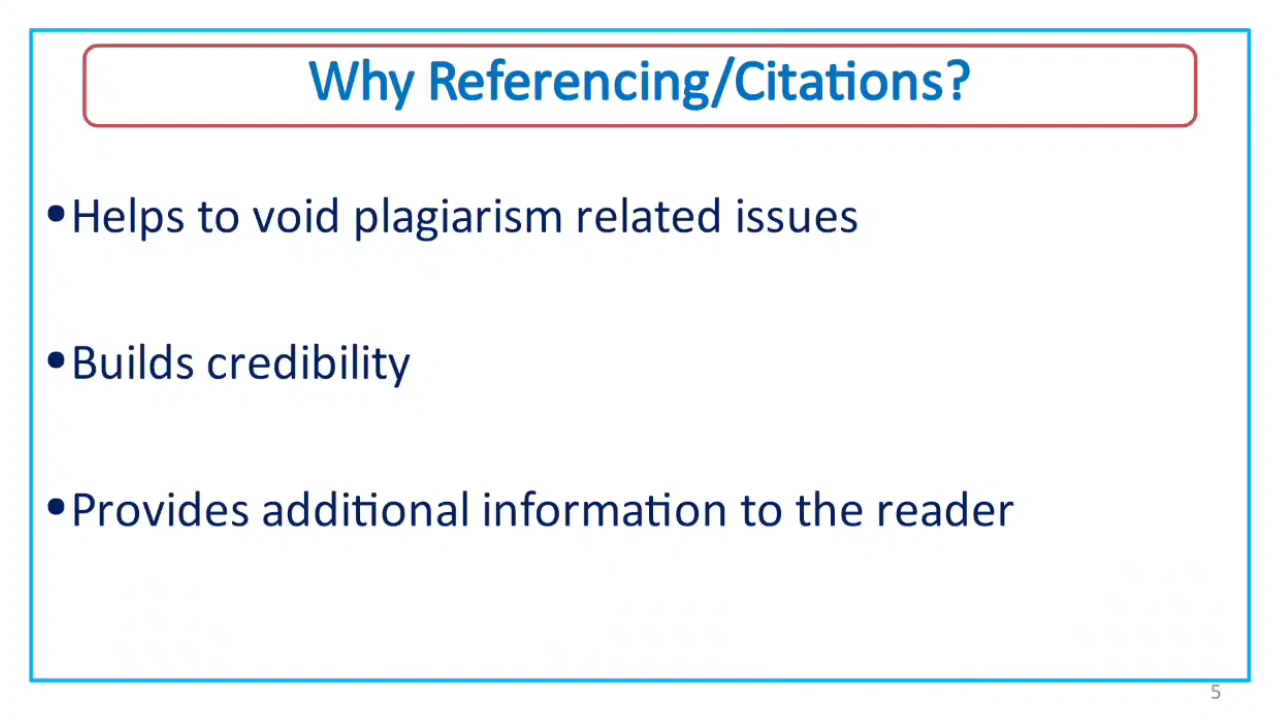 Why Referencing/Citations?
•Helps to void plagiarism related issues
•Builds credibility
•Provides additional information to the reader
5